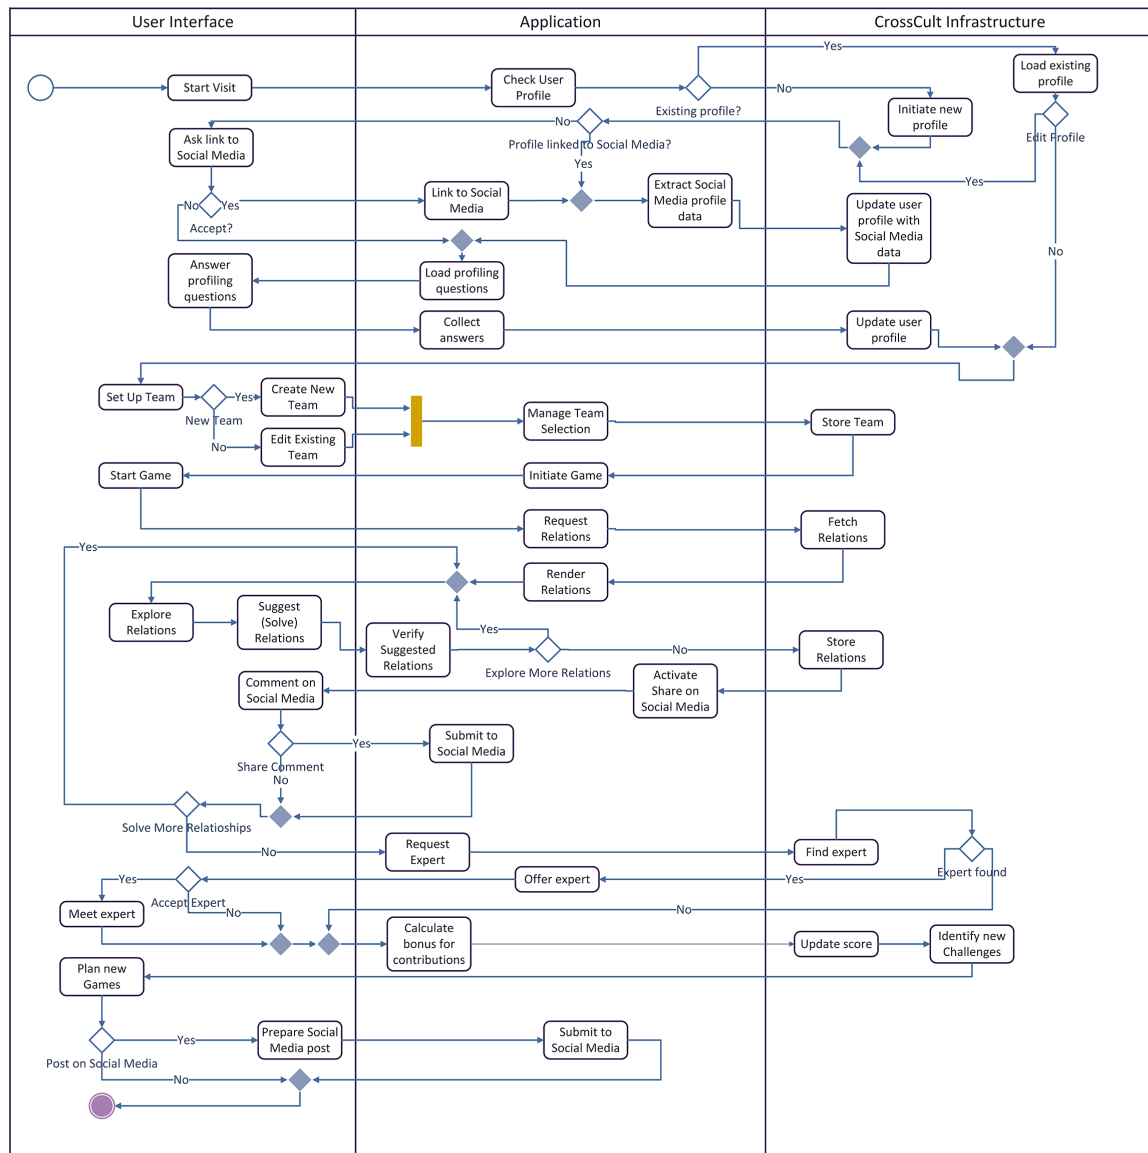 User Interface
Application
CrossCult Infrastructure
Yes
Load existing
profile
Start Visit
Check User
Profile
No
Existing profile?
Initiate new
profile
Edit Profile
No
Ask link to
Social Media
Profile linked to Social Media?
Yes
Yes
Link to Social
Media
Extract Social
Media profile
data
Update user
profile with
Social Media
data
No
Yes
Accept?
No
Answer
profiling
questions
Load profiling
questions
Collect
answers
Update user
profile
Set Up Team
Yes
New Team
No
Create New
Team
Edit Existing
Team
Manage Team
Selection
Store Team
Start Game
Initiate Game
Request
Relations
Fetch
Relations
Yes
Render
Relations
Explore
Relations
Suggest
(Solve)
Relations
Verify
Suggested
Relations
Yes
Explore More Relations
No
Store
Relations
Comment on
Social Media
Activate
Share on
Social Media
Yes
Submit to
Social Media
Share Comment
No
Solve More Relatioships
No
Request
Expert
Find expert
Expert found
Yes
Offer expert
Yes
Accept Expert
No
No
Meet expert
Calculate
bonus for
contributions
Update score
Identify new
Challenges
Plan new
Games
Yes
Prepare Social
Media post
Submit to
Social Media
Post on Social Media
No